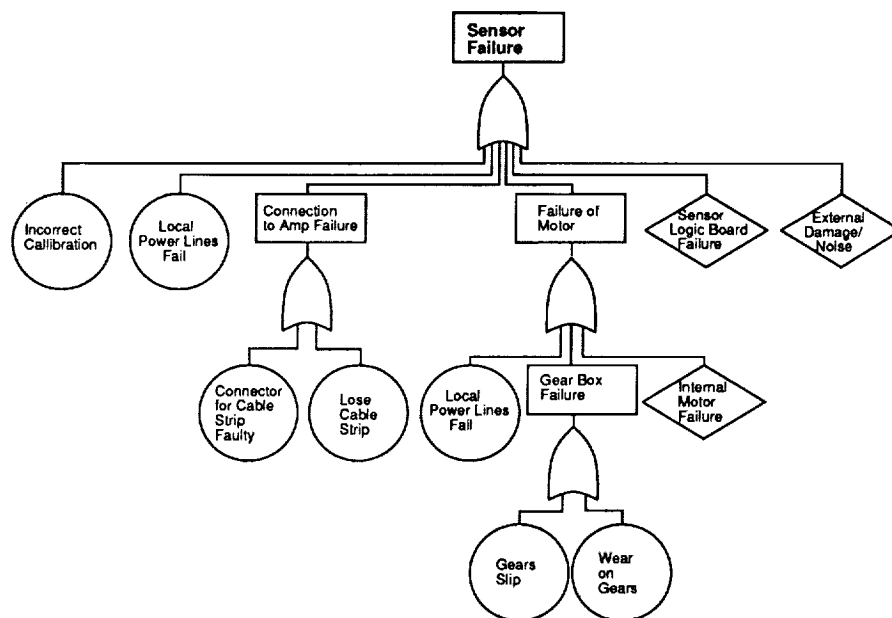 Sensor
Failure
Incorrect
Callibration
Local
Power Lines
Fail
Connection
to Amp Failure
Failure of
Motor
Sensor
Logic Board
Failure
External
Damage/
Noise
Connector
for Cable
Strip
Faulty
Lose
Cable
Strip
Local
Power Lines
Fail
Gear Box
Failure
Internal
Motor
Failure
Gears
Slip
Wear
on
Gears